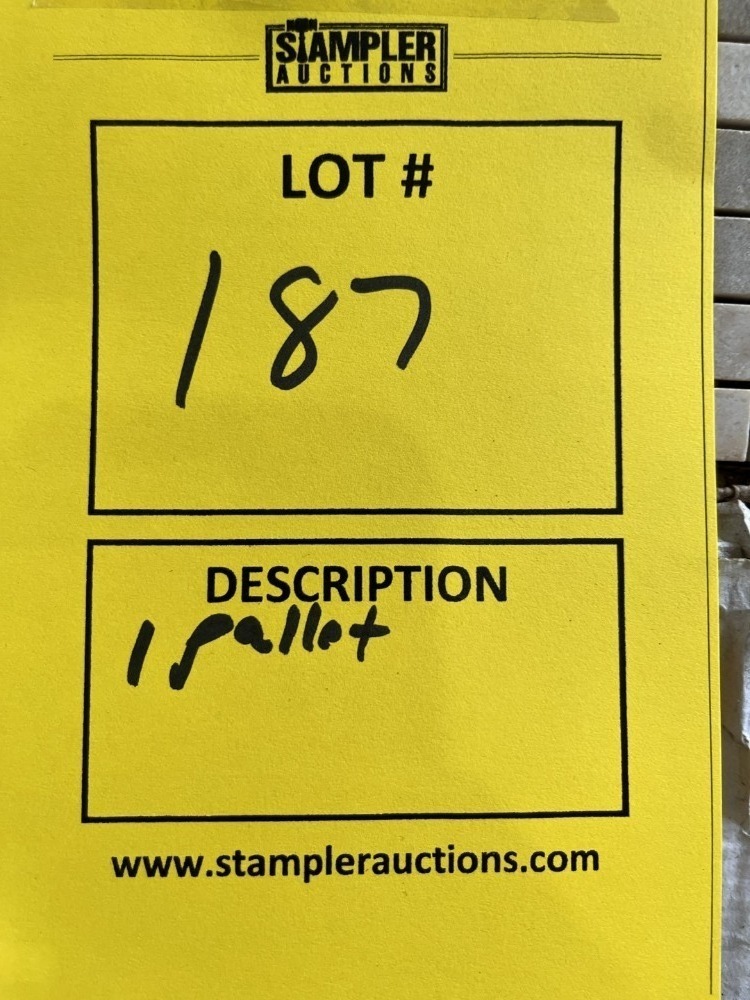 STAMPLER
AUCTIONS
LOT #
187
DESCRIPTION
1 pallet
www.stamplerauctions.com